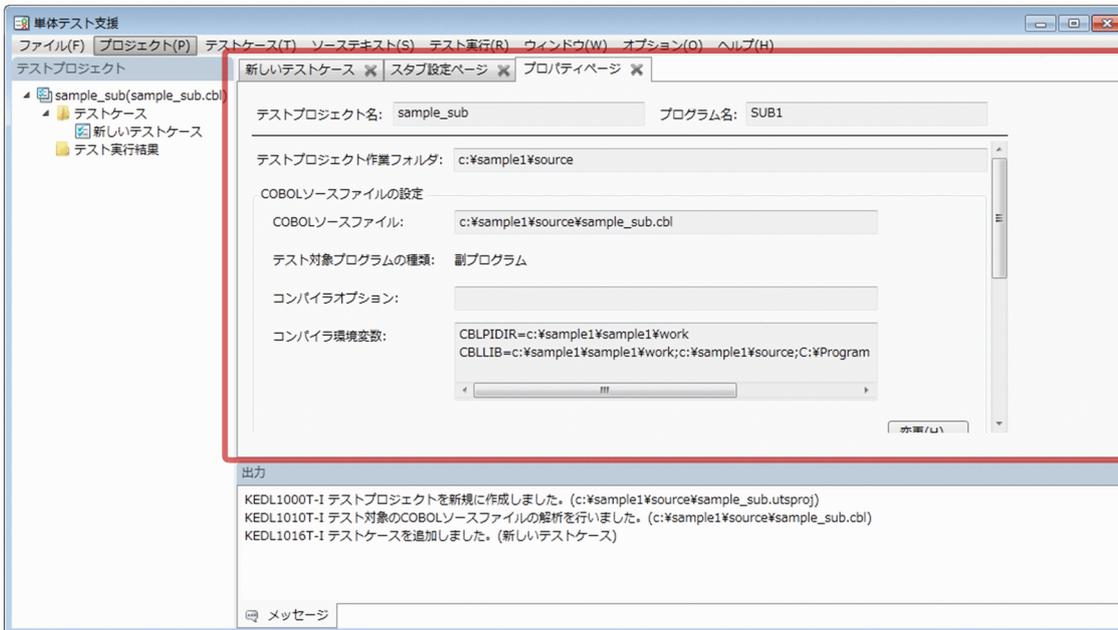 単体テスト支援
ファイル(F) プロジェクト(P) テストケース(T) ソーステキスト(S) テスト実行(R) ウィンドウ(W) オプション(O) ヘルプ(H)
テストプロジェクト
sample_sub(sample_sub.cbl)
テストケース
新しいテストケース
テスト実行結果
新しいテストケース スタブ設定ページ プロパティページ
テストプロジェクト名: sample_sub プログラム名: SUB1
テストプロジェクト作業フォルダ: c:¥sample1¥source
COBOLソースファイルの設定
COBOLソースファイル: c:¥sample1¥source¥sample_sub.cbl
テスト対象プログラムの種類: 副プログラム
コンパイラオプション:
コンパイラ環境変数: CBLPIDIR=c:¥sample1¥sample1¥work
CBLLIB=c:¥sample1¥sample1¥work;c:¥sample1¥source;C:¥Program
変更(H)...
出力
KEDL1000T-I テストプロジェクトを新規に作成しました。(c:¥sample1¥source¥sample_sub.utsproj)
KEDL1010T-I テスト対象のCOBOLソースファイルの解析を行いました。(c:¥sample1¥source¥sample_sub.cbl)
KEDL1016T-I テストケースを追加しました。(新しいテストケース)
メッセージ